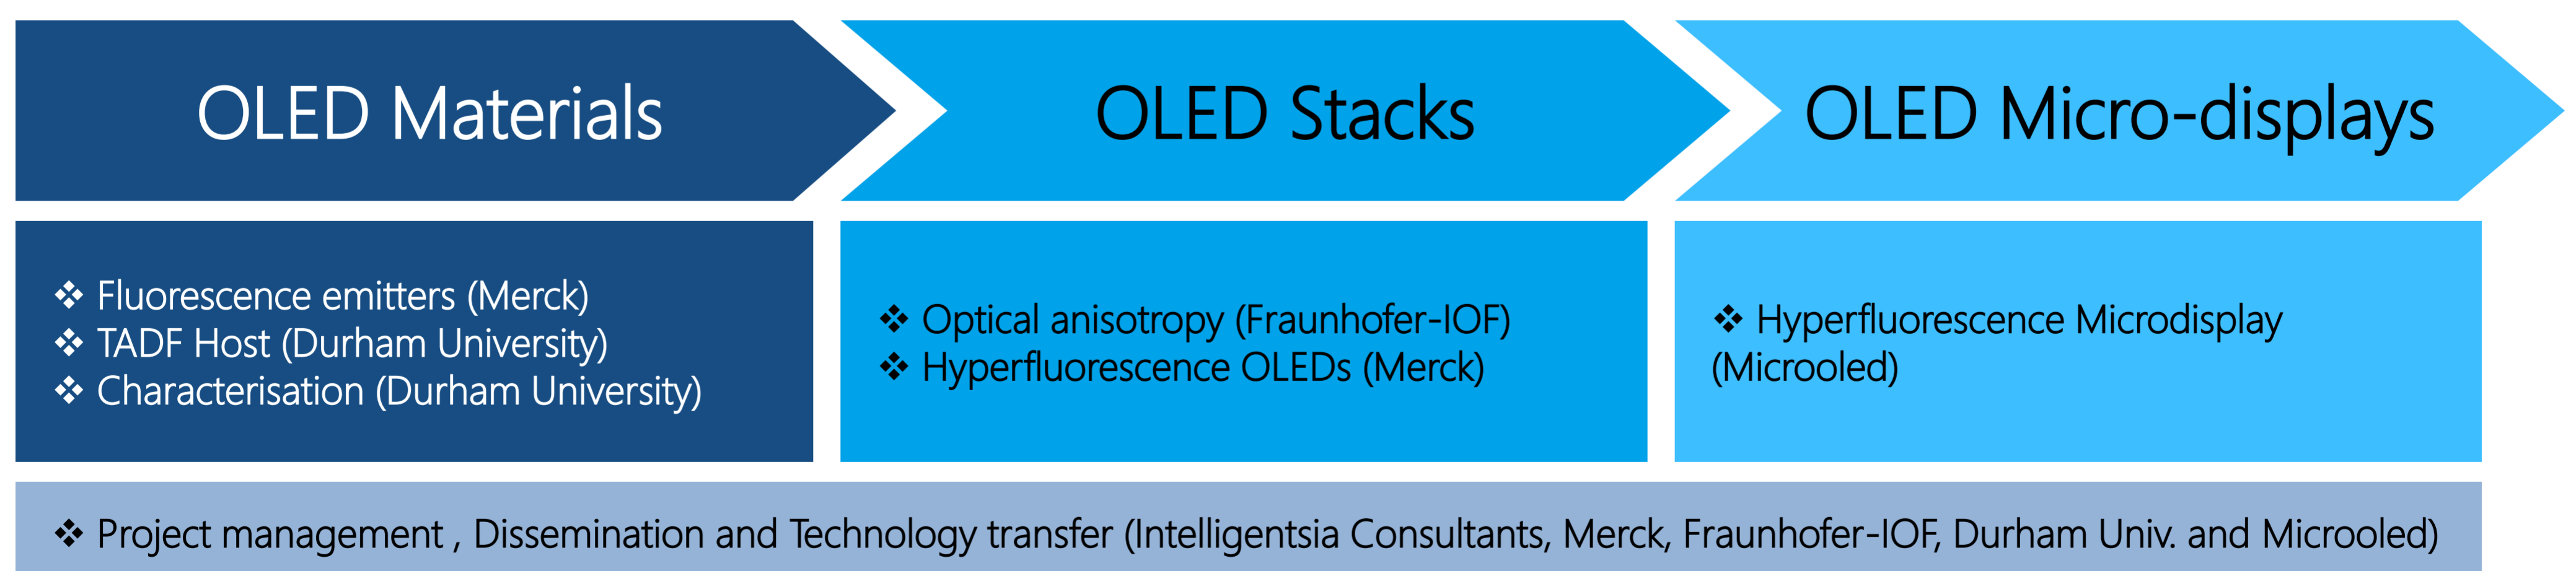 OLED Materials
OLED Stacks
OLED Micro-displays
❖ Fluorescence emitters (Merck)
❖ TADF Host (Durham University)
❖ Characterisation (Durham University)
❖ Optical anisotropy (Fraunhofer-IOF)
❖ Hyperfluorescence OLEDs (Merck)
❖ Hyperfluorescence Microdisplay
(Microoled)
❖ Project management , Dissemination and Technology transfer (Intelligentsia Consultants, Merck, Fraunhofer-IOF, Durham Univ. and Microoled)